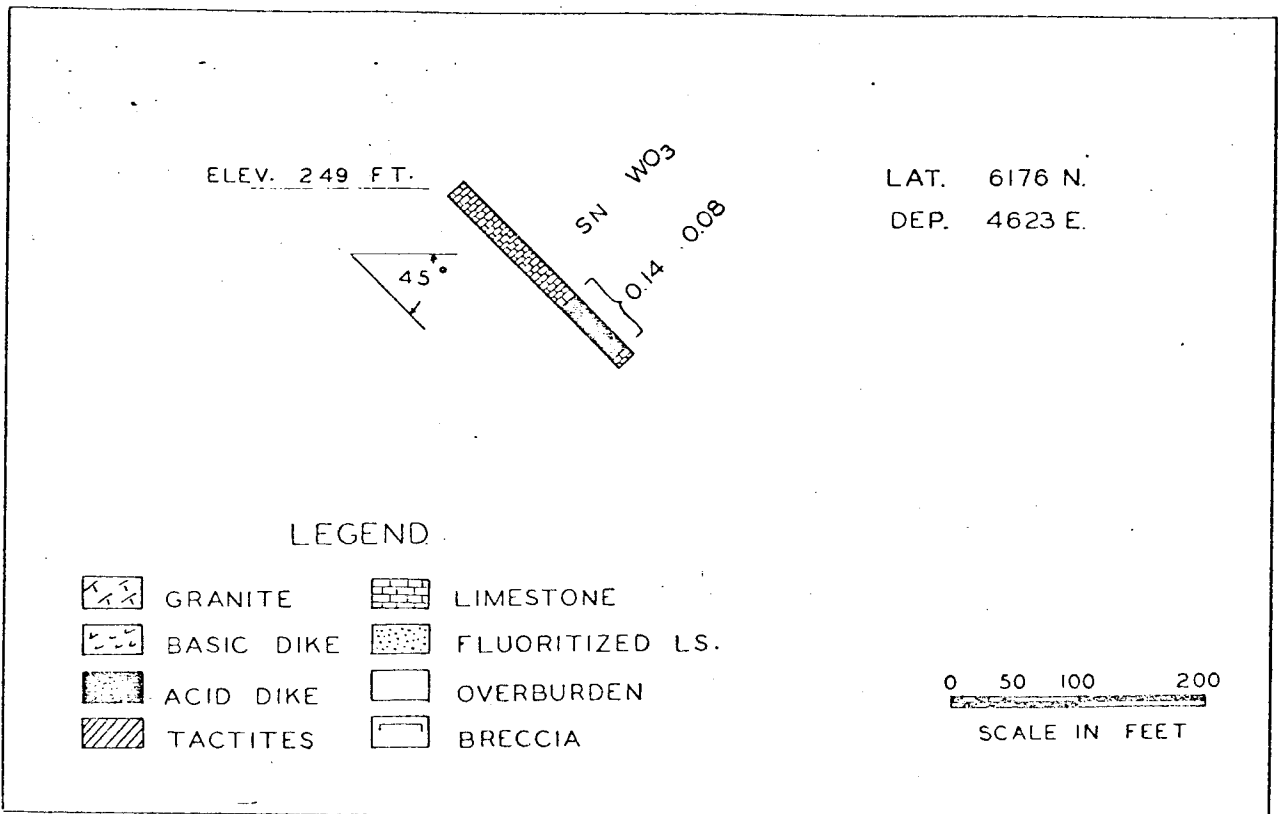 ELEV. 249 FT.
SN WO3
0.14 0.08
45°
LAT. 6176 N.
DEP. 4623 E.
LEGEND
GRANITE
BASIC DIKE
ACID DIKE
TACTITES
LIMESTONE
FLUORITIZED LS.
OVERBURDEN
BRECCIA
0 50 100 200
SCALE IN FEET